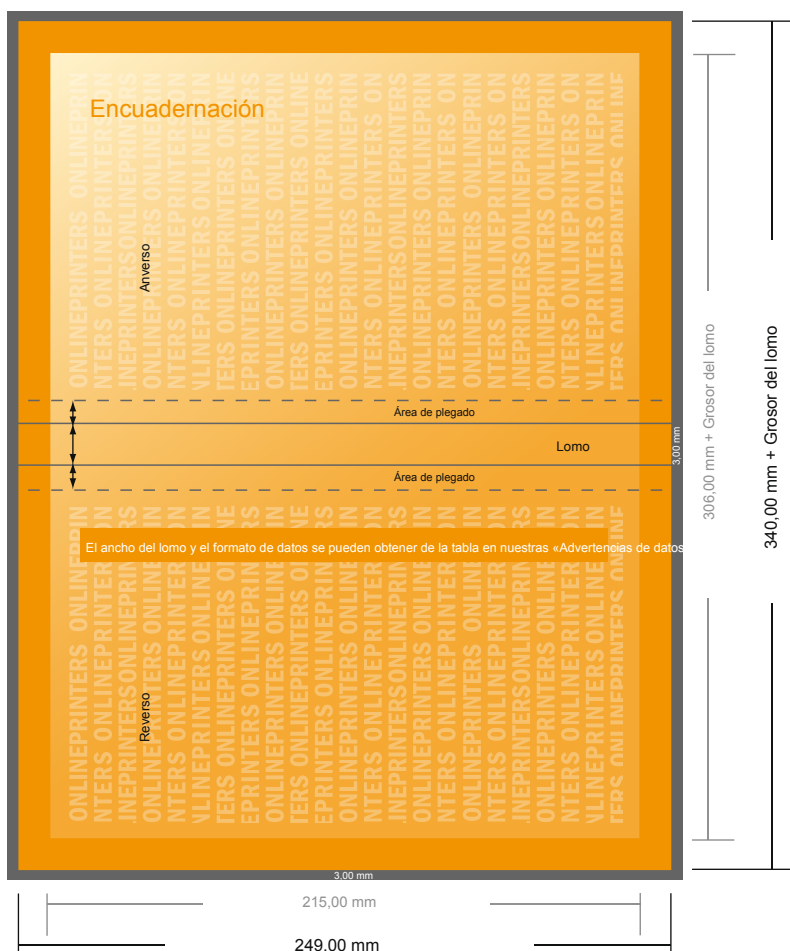 Encuadernación
ONLINEPRINTERS ONLINEPRIN
Anverso
Área de plegado
Lomo
Área de plegado
3,00 mm
El ancho del lomo y el formato de datos se pueden obtener de la tabla en nuestras «Advertencias de datos
Reverso
3,00 mm
306,00 mm + Grosor del lomo
340,00 mm + Grosor del lomo
215,00 mm
249,00 mm